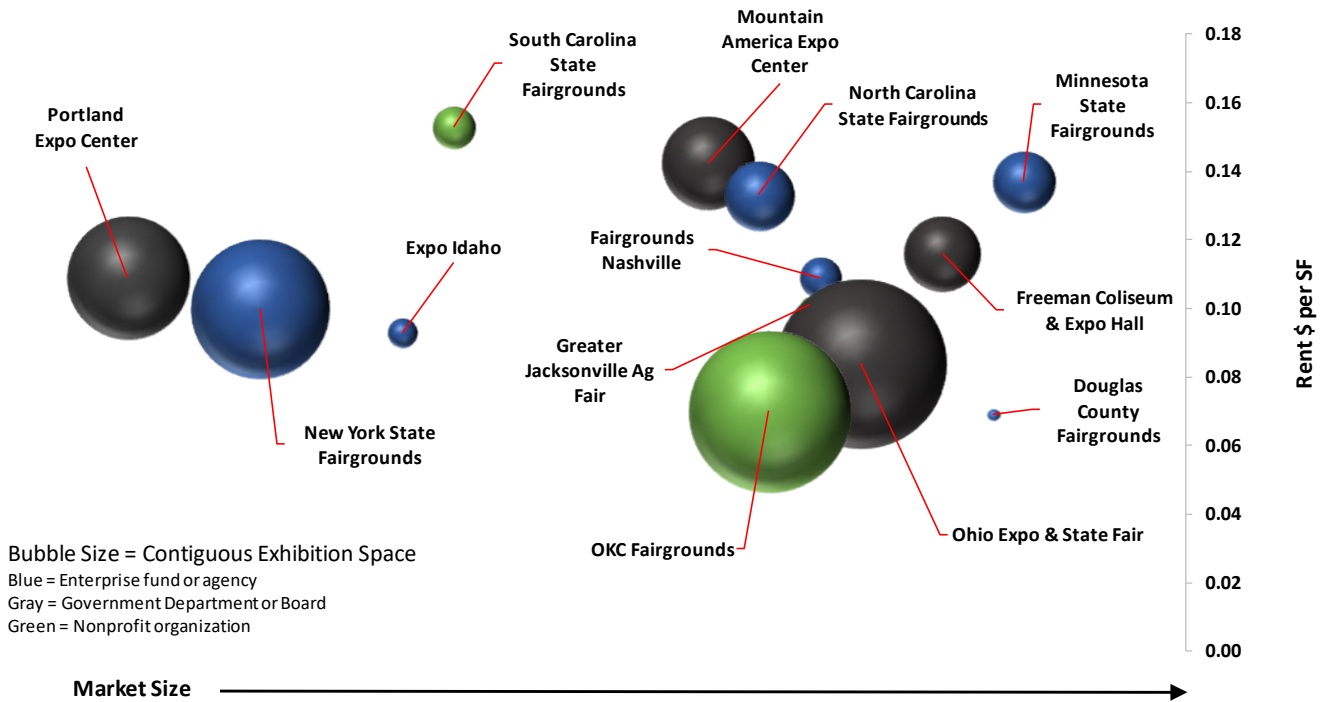 Portland
Expo Center
South Carolina
State
Fairgrounds
Mountain
America Expo
Center
North Carolina
State Fairgrounds
Minnesota
State
Fairgrounds
Expo Idaho
Fairgrounds
Nashville
Freeman Coliseum
& Expo Hall
Greater
Jacksonville Ag
Fair
Douglas
County
Fairgrounds
New York State
Fairgrounds
OKC Fairgrounds
Ohio Expo & State Fair
0.18
0.16
0.14
0.12
0.10
0.08
0.06
0.04
0.02
0.00
Rent $ per SF
Bubble Size = Contiguous Exhibition Space
Blue = Enterprise fund or agency
Gray = Government Department or Board
Green = Nonprofit organization
Market Size